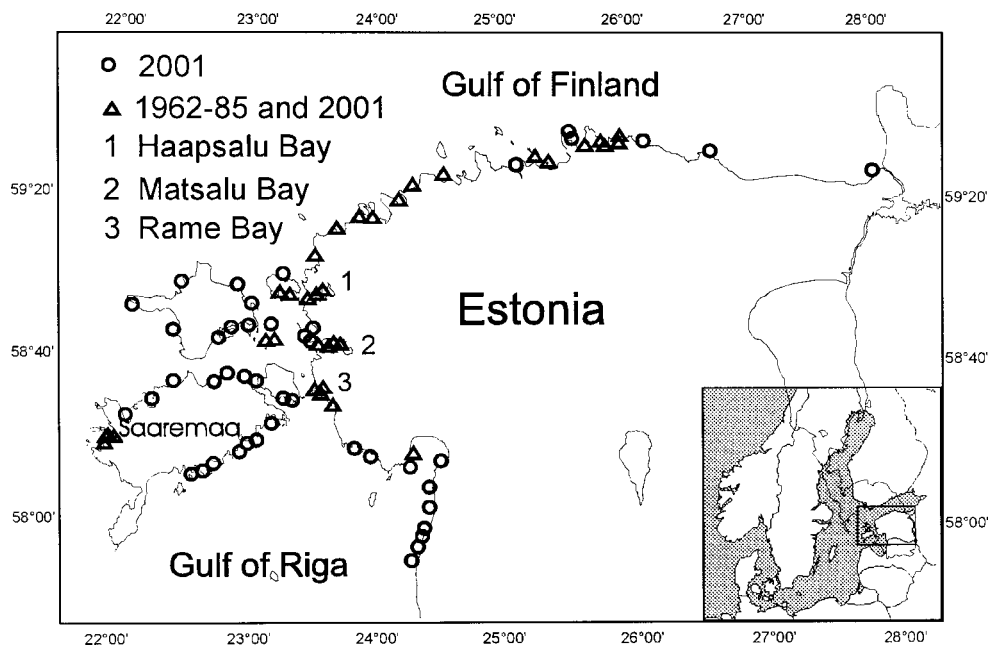 22°00' 23°00' 24°00' 25°00' 26°00' 27°00' 28°00'
2001
1962-85 and 2001
1 Haapsalu Bay
2 Matsalu Bay
3 Rame Bay
Gulf of Finland
59°20' 59°20'
1
Estonia
58°40' 2 58°40'
3
Saaremaa
58°00' 58°00'
Gulf of Riga
22°00' 23°00' 24°00' 25°00' 26°00' 27°00' 28°00'